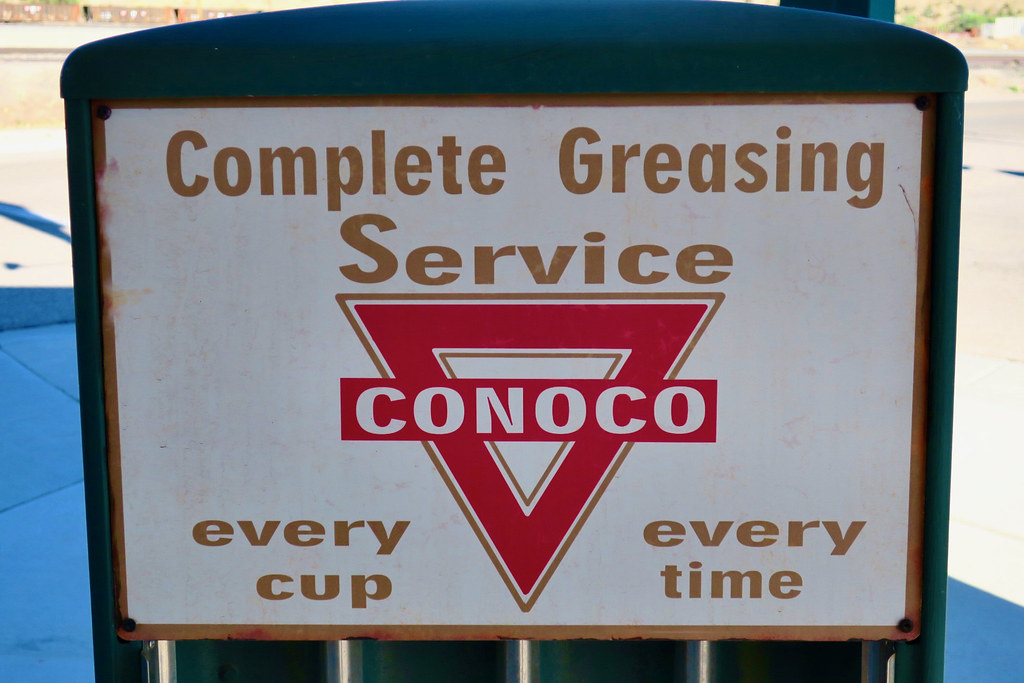 Complete Greasing
Service
CONOCO
every
cup
every
time